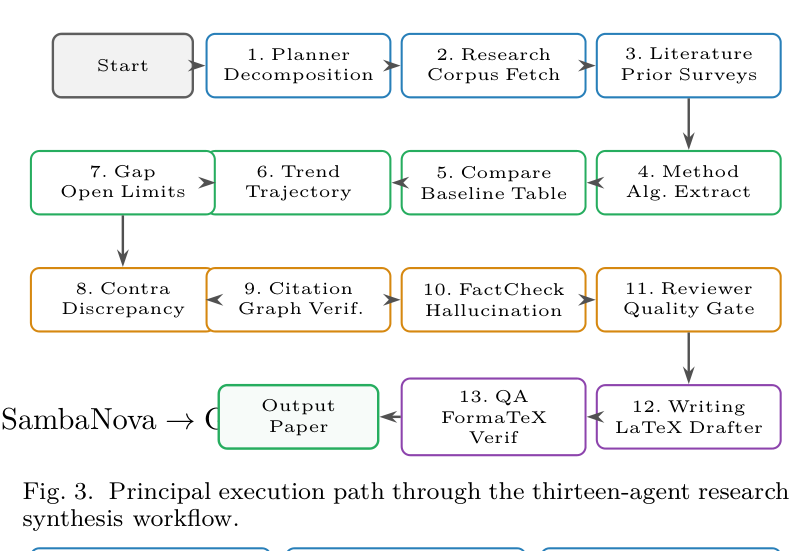 Start
1. Planner
Decomposition
2. Research
Corpus Fetch
3. Literature
Prior Surveys
7. Gap
Open Limits
6. Trend
Trajectory
5. Compare
Baseline Table
4. Method
Alg. Extract
8. Contra
Discrepancy
9. Citation
Graph Verif.
10. FactCheck
Hallucination
11. Reviewer
Quality Gate
SambaNova →
Output
Paper
13. QA
FormaTeX
Verif
12. Writing
LaTeX Drafter
Fig. 3. Principal execution path through the thirteen-agent research
synthesis workflow.